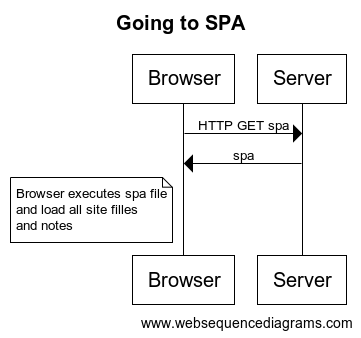 Going to SPA
Browser
Server
HTTP GET spa
spa
Browser executes spa file
and load all site filles
and notes
Browser
Server
www.websequencediagrams.com